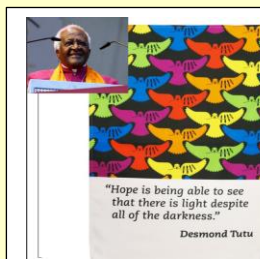 “Hope is being able to see
that there is light despite
all of the darkness.”
Desmond Tutu